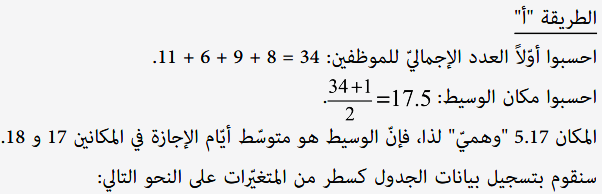 الطريقة "أ"
احسبوا أوّلاً العدد الإجماليّ للموظفين: 34 = 8 + 9 + 6 + 11.
احسبوا مكان الوسيط: \frac{34+1}{2}=17.5.
المكان 5.17 "وهميّ" لذا، فإنّ الوسيط هو متوسّط أيّام الإجازة في المكانين 17 و 18.
سنقوم بتسجيل بيانات الجدول كسطر من المتغيّرات على النحو التالي: